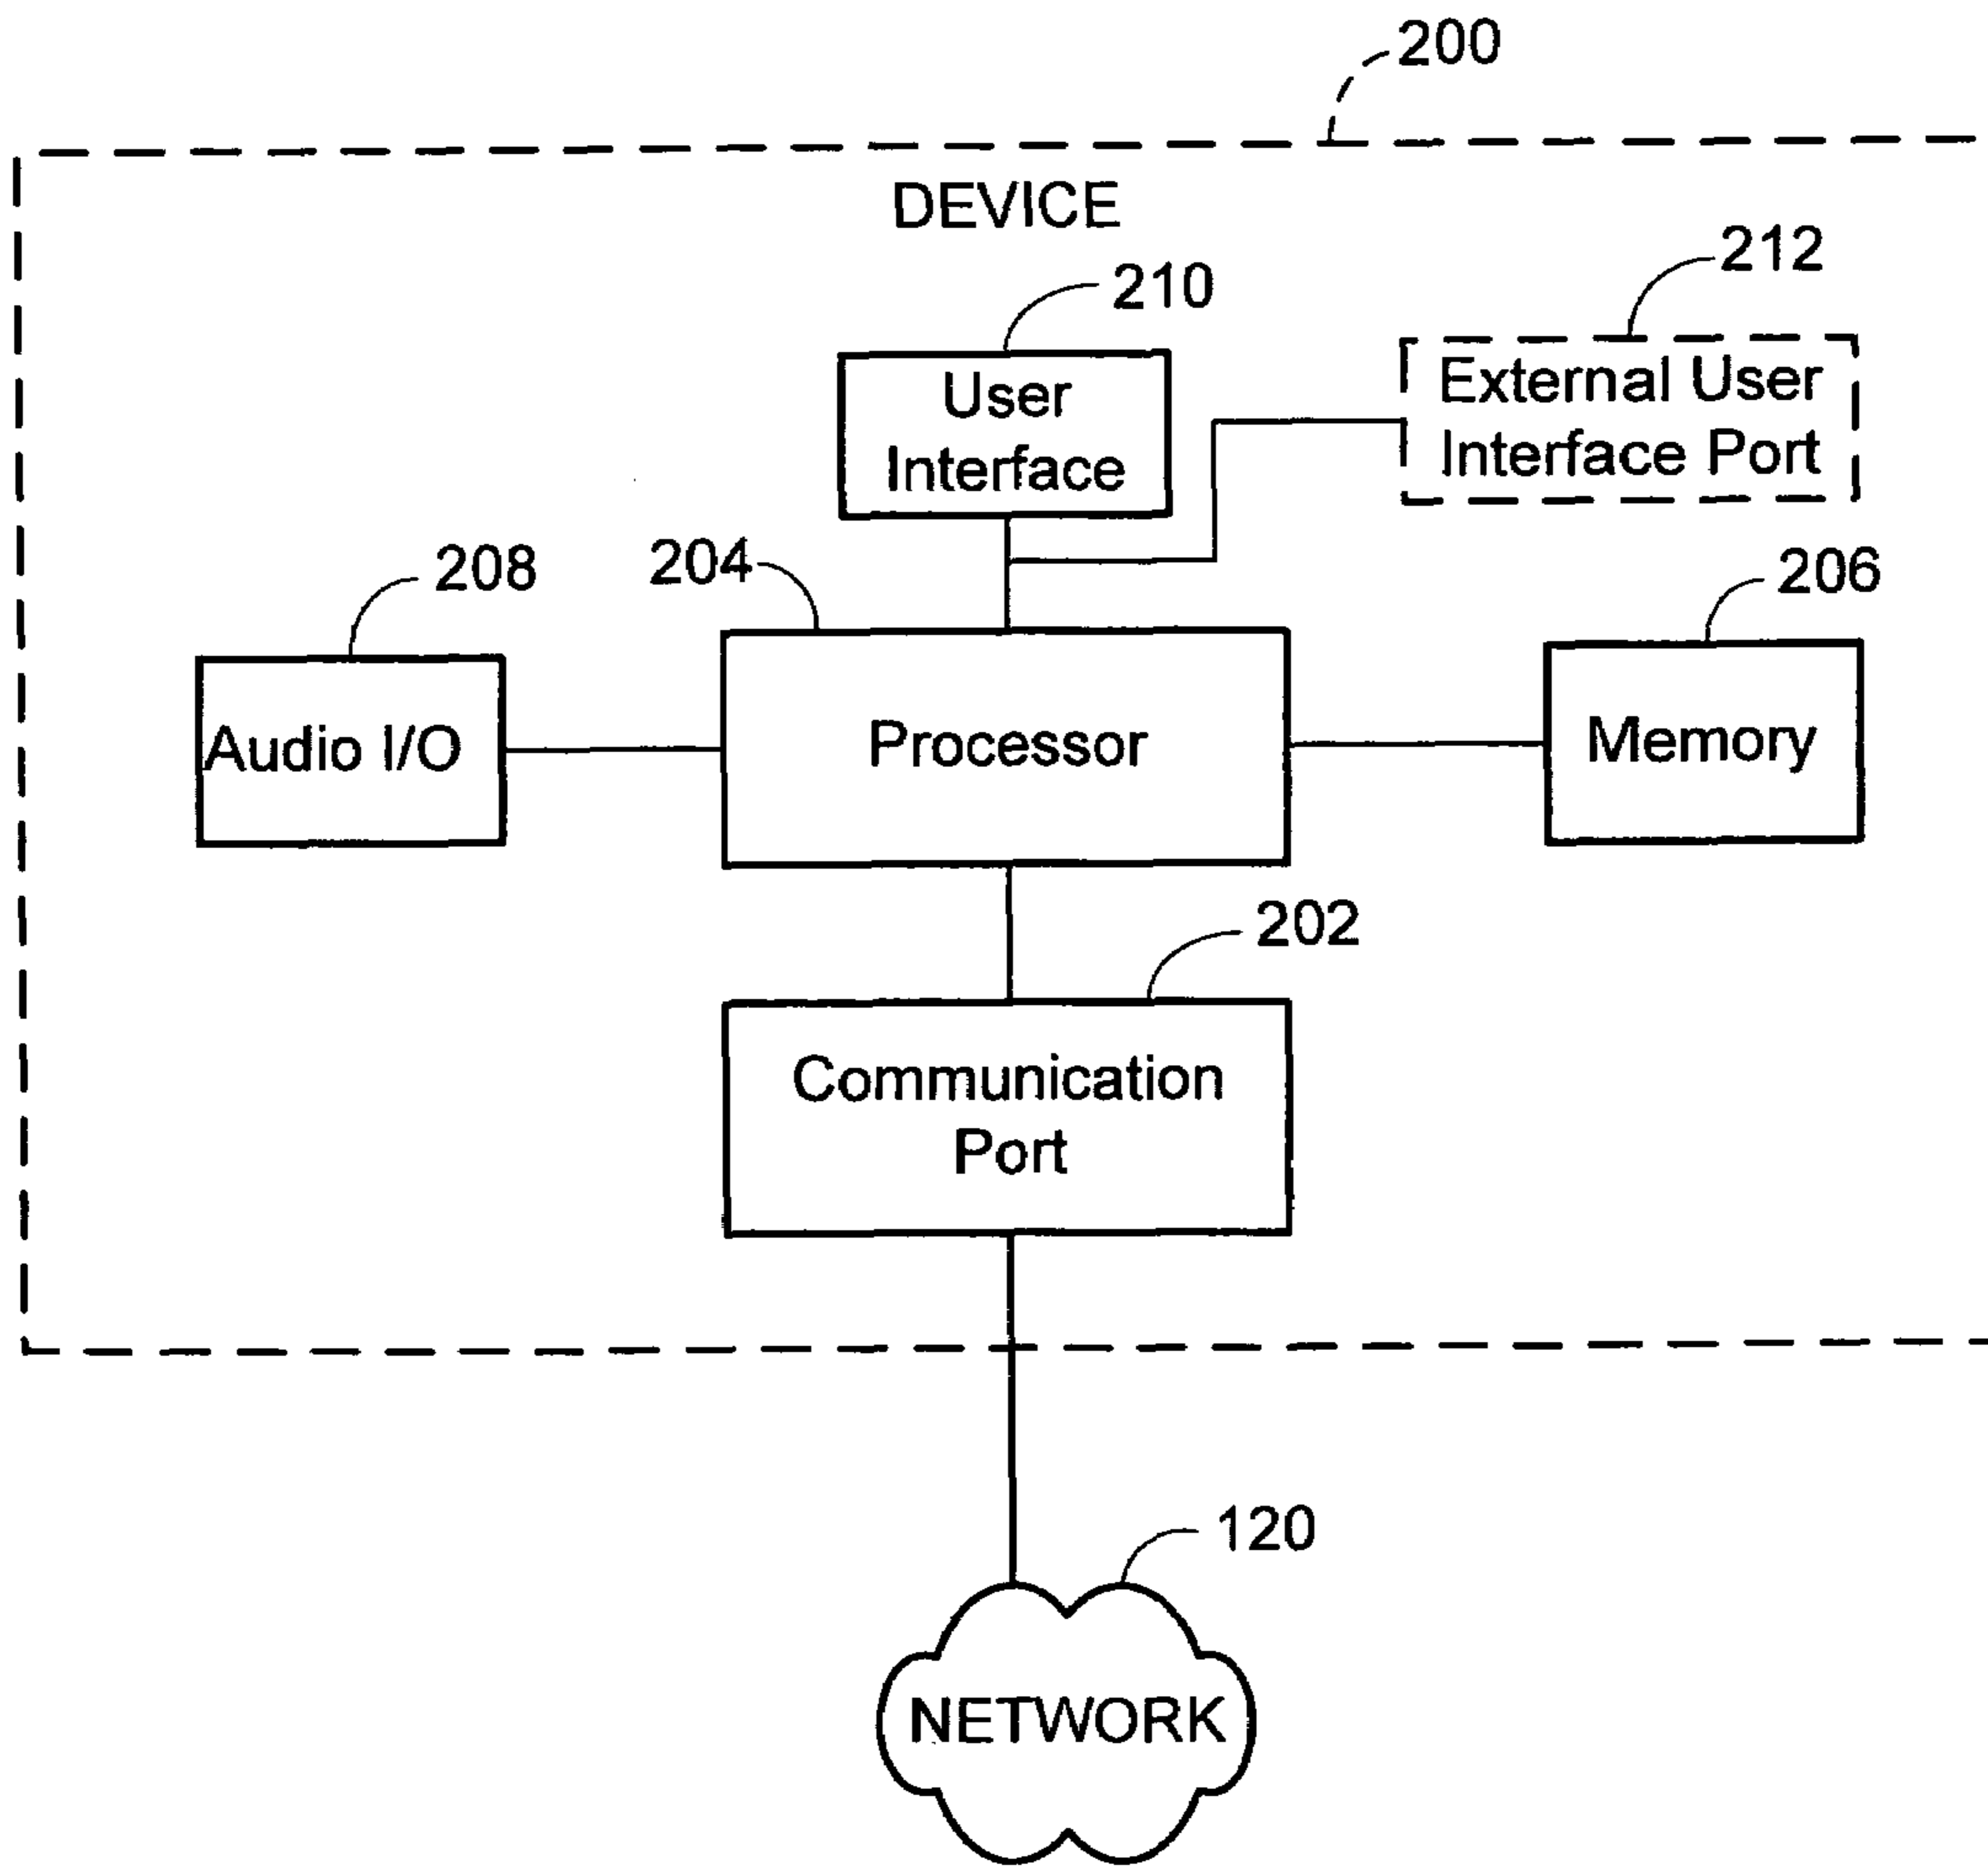 200
DEVICE
212
210
External User
Interface Port
User
Interface
208
204
206
Audio I/O
Processor
Memory
202
Communication
Port
120
NETWORK